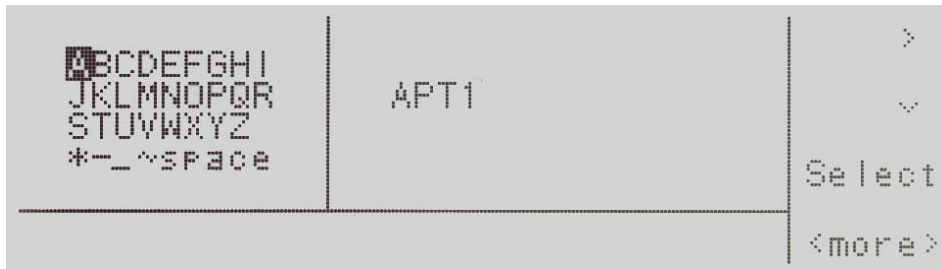 ABCDEFGHI
JKLMNOPQR
STUVWXYZ
*-_~space
APT1
>
⌄
Select
<more>